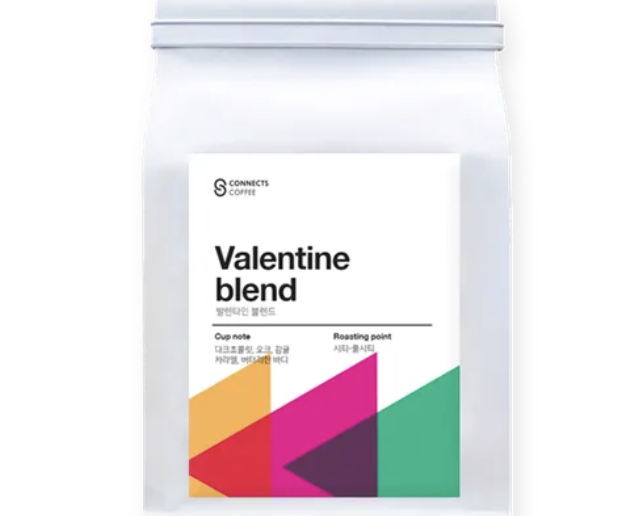 CONNECTS
COFFEE
Valentine
blend
발렌타인 블렌드
Cup note
다크초콜릿, 오크, 감귤
카라멜, 버터리한 바디
Roasting point
시티-풀시티